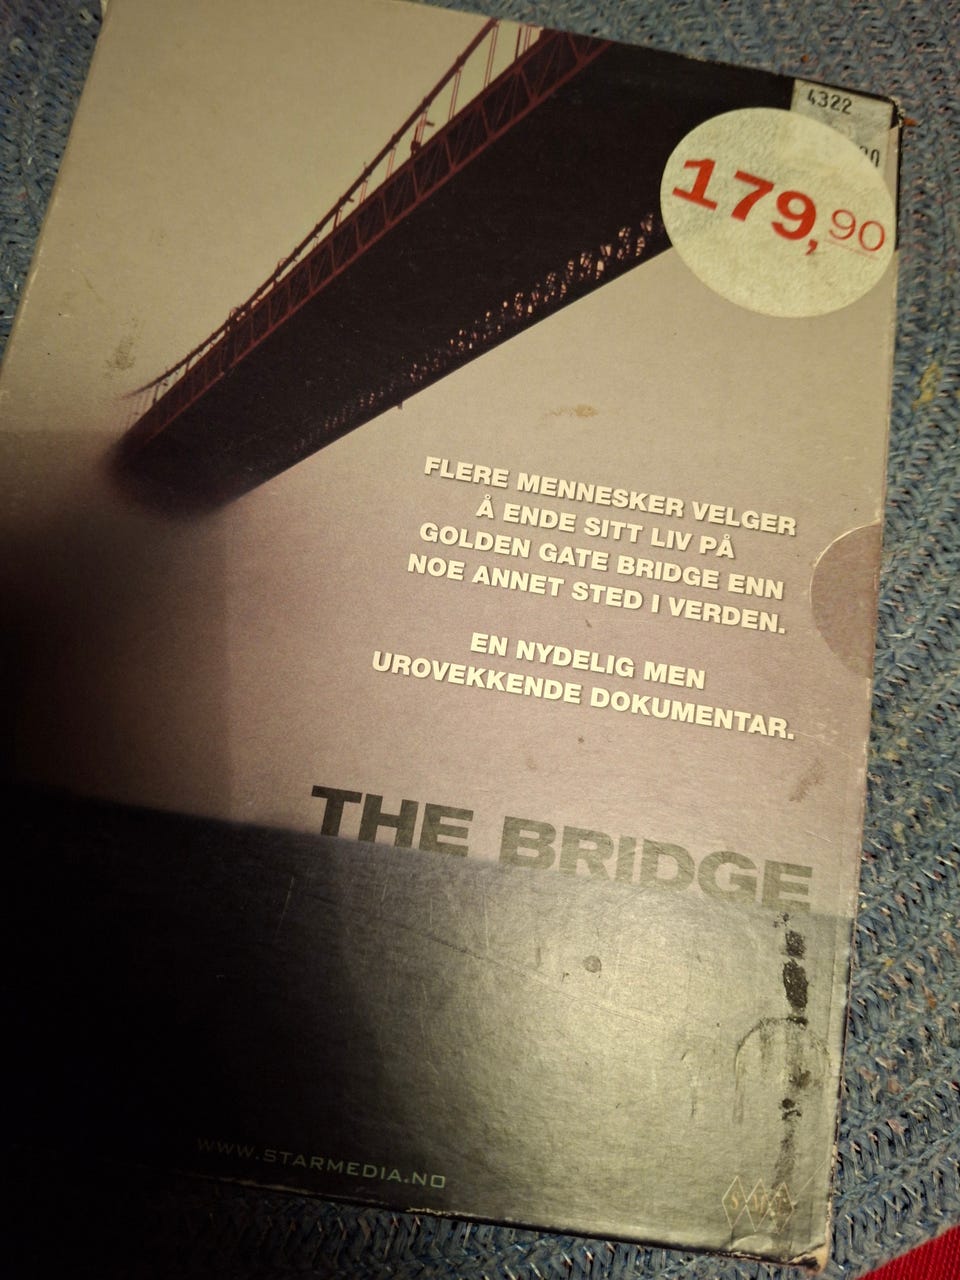 4322
179,90
FLERE MENNESKER VELGER
Å ENDE SITT LIV PÅ
GOLDEN GATE BRIDGE ENN
NOE ANNET STED I VERDEN.
EN NYDELIG MEN
UROVEKKENDE DOKUMENTAR.
THE BRIDGE
WWW.STARMEDIA.NO